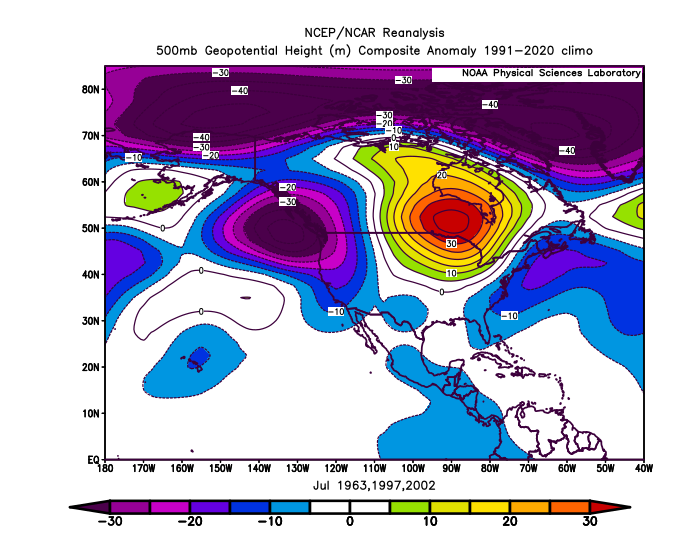 NCEP/NCAR Reanalysis
500mb Geopotential Height (m) Composite Anomaly 1991-2020 climo
NOAA Physical Sciences Laboratory
-30
-30
80N
-40
-40
-30
-20
70N
-40
-10
0
-30
10
-40
-20
-10
60N
20
-20
-30
50N
0
30
40N
0
10
0
30N
0
-10
-10
20N
10N
EQ
180 170W 160W 150W 140W 130W 120W 110W 100W 90W 80W 70W 60W 50W 40W
Jul 1963,1997,2002
-30 -20 -10 0 10 20 30